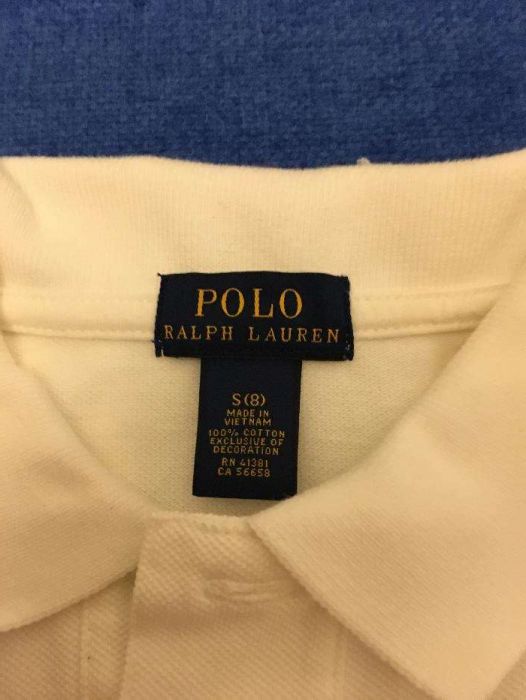 POLO
RALPH LAUREN
S(8)
MADE IN
VIETNAM
100% COTTON
EXCLUSIVE OF
DECORATION
RN 41381
CA 56658